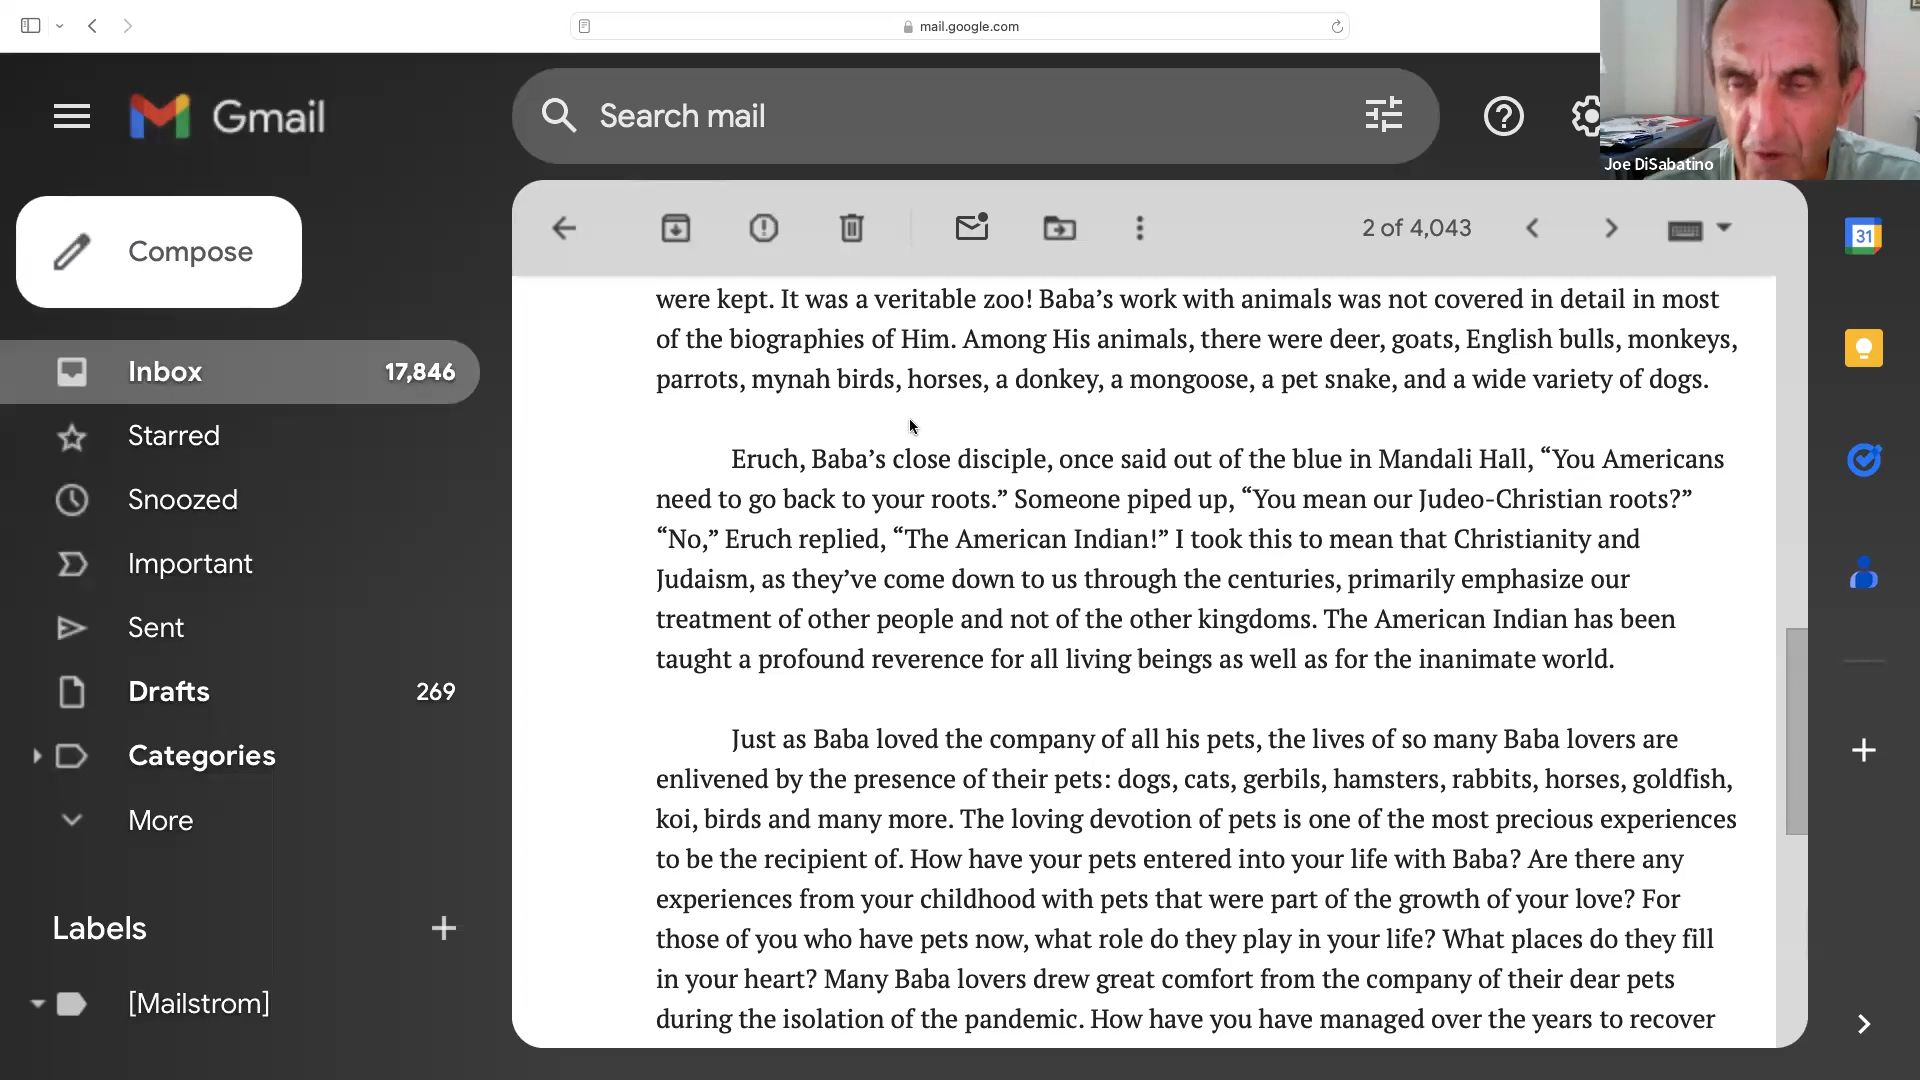 mail.google.com
Gmail
Search mail
Joe DiSabatino
Compose
2 of 4,043
31
Inbox 17,846
Starred
Snoozed
Important
Sent
Drafts 269
Categories
More
Labels
[Mailstrom]
were kept. It was a veritable zoo! Baba’s work with animals was not covered in detail in most
of the biographies of Him. Among His animals, there were deer, goats, English bulls, monkeys,
parrots, mynah birds, horses, a donkey, a mongoose, a pet snake, and a wide variety of dogs.
Eruch, Baba’s close disciple, once said out of the blue in Mandali Hall, “You Americans
need to go back to your roots.” Someone piped up, “You mean our Judeo-Christian roots?”
“No,” Eruch replied, “The American Indian!” I took this to mean that Christianity and
Judaism, as they’ve come down to us through the centuries, primarily emphasize our
treatment of other people and not of the other kingdoms. The American Indian has been
taught a profound reverence for all living beings as well as for the inanimate world.
Just as Baba loved the company of all his pets, the lives of so many Baba lovers are
enlivened by the presence of their pets: dogs, cats, gerbils, hamsters, rabbits, horses, goldfish,
koi, birds and many more. The loving devotion of pets is one of the most precious experiences
to be the recipient of. How have your pets entered into your life with Baba? Are there any
experiences from your childhood with pets that were part of the growth of your love? For
those of you who have pets now, what role do they play in your life? What places do they fill
in your heart? Many Baba lovers drew great comfort from the company of their dear pets
during the isolation of the pandemic. How have you have managed over the years to recover